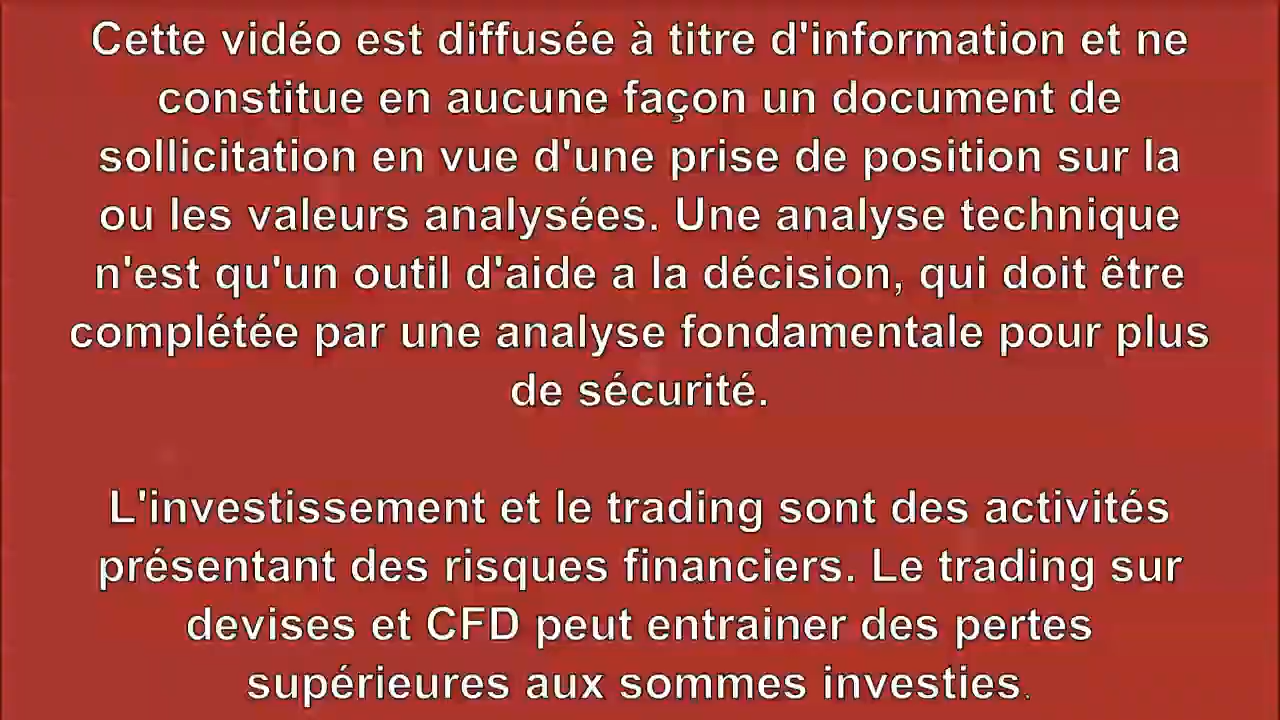 Cette vidéo est diffusée à titre d'information et ne
constitue en aucune façon un document de
sollicitation en vue d'une prise de position sur la
ou les valeurs analysées. Une analyse technique
n'est qu'un outil d'aide a la décision, qui doit être
complétée par une analyse fondamentale pour plus
de sécurité.
L'investissement et le trading sont des activités
présentant des risques financiers. Le trading sur
devises et CFD peut entrainer des pertes
supérieures aux sommes investies.